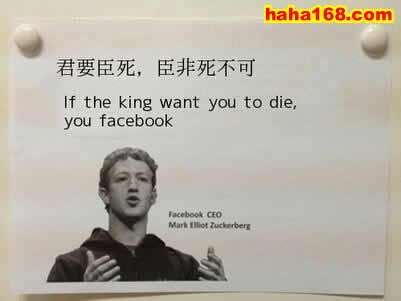 haha168.com
君要臣死，臣非死不可
If the king want you to die,
you facebook
Facebook CEO
Mark Elliot Zuckerberg